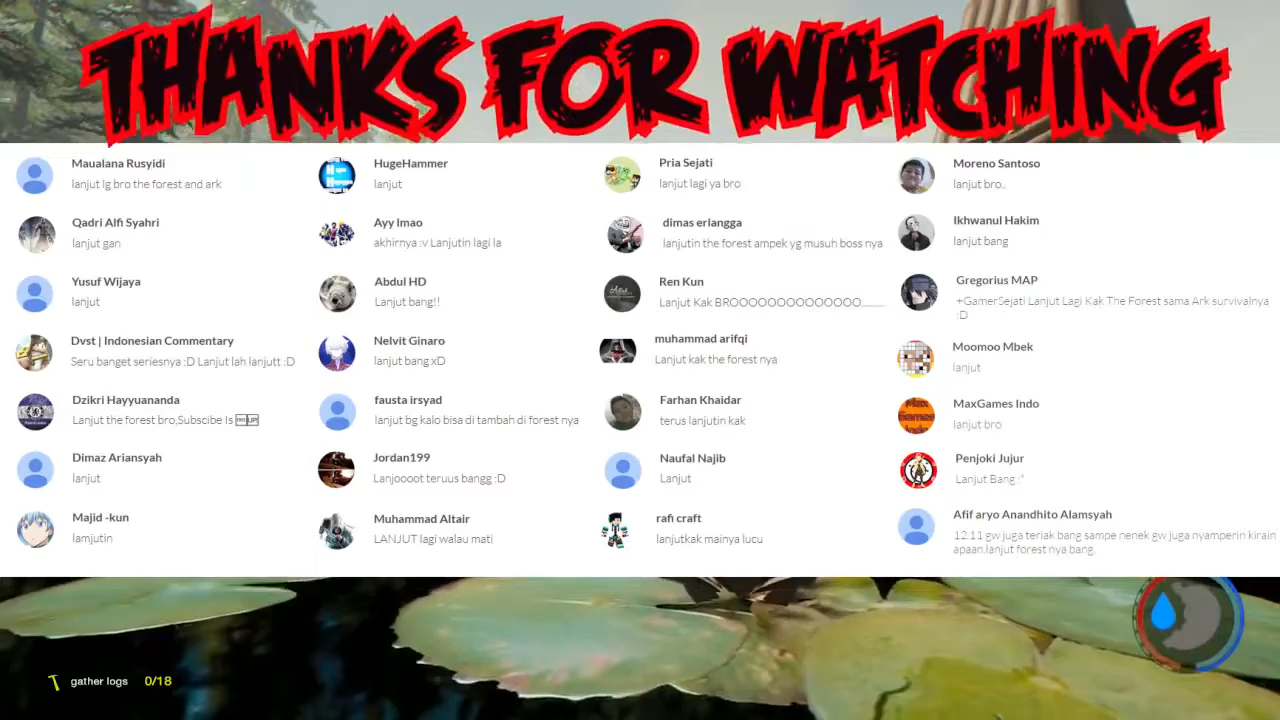 THANKS FOR WATCHING
Maualana Rusyidi
lanjut lg bro the forest and ark
Qadri Alfi Syahri
lanjut gan
Yusuf Wijaya
lanjut
Dvst | Indonesian Commentary
Seru banget seriesnya :D Lanjut lah lanjutt :D
Dzikri Hayyuananda
Lanjut the forest bro,Subscibe Is
Dimaz Ariansyah
lanjut
Majid -kun
lamjutin
HugeHammer
lanjut
Ayy lmao
akhirnya :v Lanjutin lagi la
Abdul HD
Lanjut bang!!
Nelvit Ginaro
lanjut bang xD
fausta irsyad
lanjut bg kalo bisa di tambah di forest nya
Jordan199
Lanjoooot teruus bangg :D
Muhammad Altair
LANJUT lagi walau mati
Pria Sejati
lanjut lagi ya bro
dimas erlangga
lanjutin the forest ampek yg musuh boss nya
Ren Kun
Lanjut Kak BROOOOOOOOOOOOOO..........
muhammad arifqi
Lanjut kak the forest nya
Farhan Khaidar
terus lanjutin kak
Naufal Najib
Lanjut
rafi craft
lanjutkak mainya lucu
Moreno Santoso
lanjut bro..
Ikhwanul Hakim
lanjut bang
Gregorius MAP
+GamerSejati Lanjut Lagi Kak The Forest sama Ark survivalnya
:D
Moomoo Mbek
lanjut
MaxGames Indo
lanjut bro
Penjoki Jujur
Lanjut Bang :*
Afif aryo Anandhito Alamsyah
12:11 gw juga teriak bang sampe nenek gw juga nyamperin kirain
apaan.lanjut forest nya bang.
gather logs 0/18